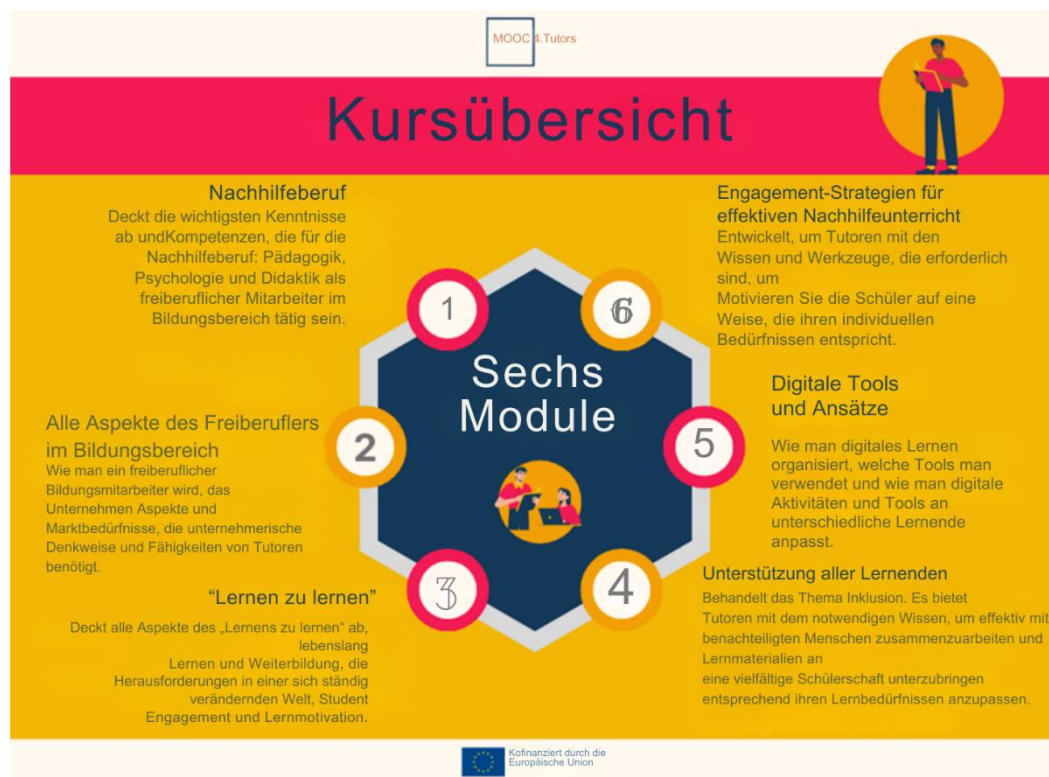 MOOC 4.Tutors
Kursübersicht
Nachhilfeberuf
Deckt die wichtigsten Kenntnisse
ab undKompetenzen, die für die
Nachhilfeberuf: Pädagogik,
Psychologie und Didaktik als
freiberuflicher Mitarbeiter im
Bildungsbereich tätig sein.
1
Alle Aspekte des Freiberuflers
im Bildungsbereich
Wie man ein freiberuflicher
Bildungsmitarbeiter wird, das
Unternehmen Aspekte und
Marktbedürfnisse, die unternehmerische
Denkweise und Fähigkeiten von Tutoren
benötigt.
2
“Lernen zu lernen”
Deckt alle Aspekte des „Lernens zu lernen“ ab,
lebenslang
Lernen und Weiterbildung, die
Herausforderungen in einer sich ständig
verändernden Welt, Student
Engagement und Lernmotivation.
3
Sechs
Module
6
Engagement-Strategien für
effektiven Nachhilfeunterricht
Entwickelt, um Tutoren mit den
Wissen und Werkzeuge, die erforderlich
sind, um
Motivieren Sie die Schüler auf eine
Weise, die ihren individuellen
Bedürfnissen entspricht.
5
Digitale Tools
und Ansätze
Wie man digitales Lernen
organisiert, welche Tools man
verwendet und wie man digitale
Aktivitäten und Tools an
unterschiedliche Lernende
anpasst.
4
Unterstützung aller Lernenden
Behandelt das Thema Inklusion. Es bietet
Tutoren mit dem notwendigen Wissen, um effektiv mit
benachteiligten Menschen zusammenzuarbeiten und
Lernmaterialien an
eine vielfältige Schülerschaft unterzubringen
entsprechend ihren Lernbedürfnissen anzupassen.
Kofinanziert durch die
Europäische Union